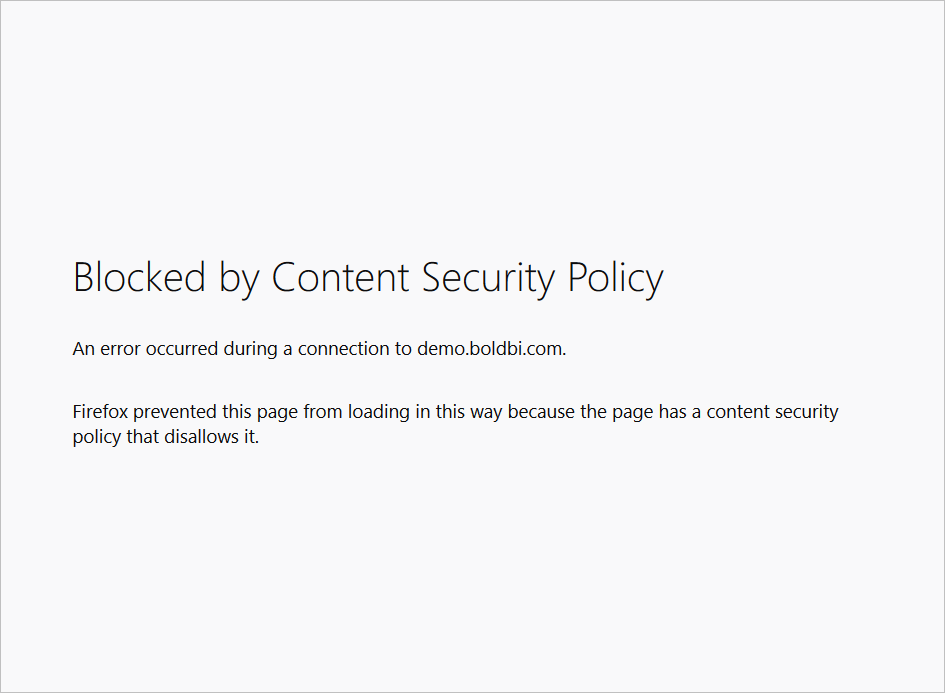 Blocked by Content Security Policy
An error occurred during a connection to demo.boldbi.com.
Firefox prevented this page from loading in this way because the page has a content security
policy that disallows it.